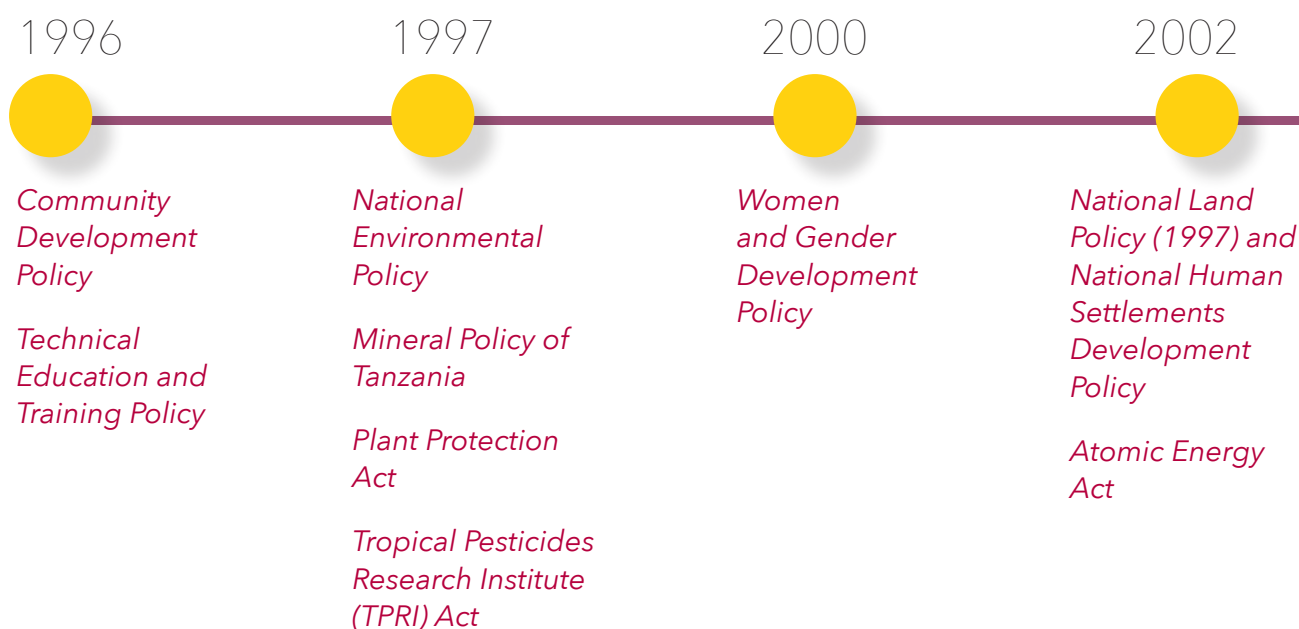 1996
Community
Development
Policy
Technical
Education and
Training Policy
1997
National
Environmental
Policy
Mineral Policy of
Tanzania
Plant Protection
Act
Tropical Pesticides
Research Institute
(TPRI) Act
2000
Women
and Gender
Development
Policy
2002
National Land
Policy (1997) and
National Human
Settlements
Development
Policy
Atomic Energy
Act